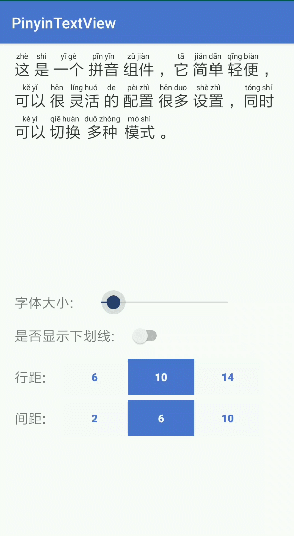 PinyinTextView
zhè shì yī gè pīn yīn zǔ jiàn tā jiǎn dān qīng biàn
这 是 一个 拼音 组件 ，它 简单 轻便 ，
kě yǐ hěn líng huó de pèi zhì hěn duō shè zhì tóng shí
可以 很 灵活 的 配置 很多 设置 ，同时
kě yǐ qiē huàn duō zhǒng mó shì
可以 切换 多种 模式 。
字体大小:
是否显示下划线:
行距: 6 10 14
间距: 2 6 10